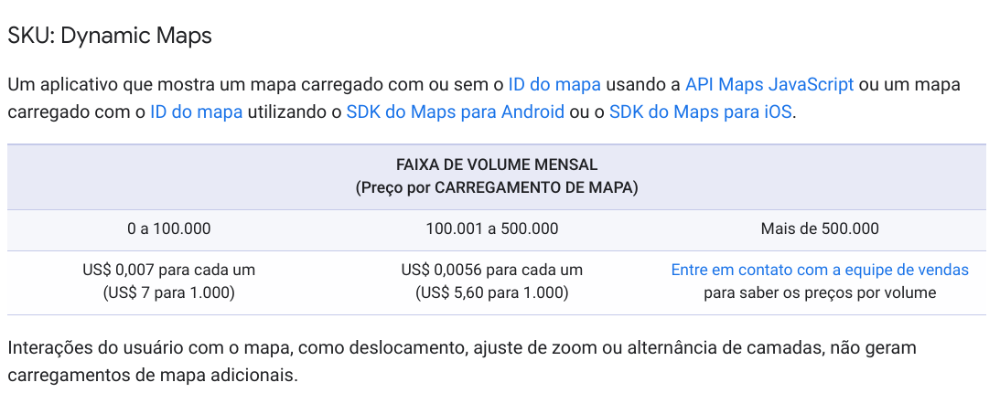 SKU: Dynamic Maps
Um aplicativo que mostra um mapa carregado com ou sem o ID do mapa usando a API Maps JavaScript ou um mapa
carregado com o ID do mapa utilizando o SDK do Maps para Android ou o SDK do Maps para iOS.
FAIXA DE VOLUME MENSAL
(Preço por CARREGAMENTO DE MAPA)
0 a 100.000 100.001 a 500.000 Mais de 500.000
US$ 0,007 para cada um US$ 0,0056 para cada um Entre em contato com a equipe de vendas
(US$ 7 para 1.000) (US$ 5,60 para 1.000) para saber os preços por volume
Interações do usuário com o mapa, como deslocamento, ajuste de zoom ou alternância de camadas, não geram
carregamentos de mapa adicionais.